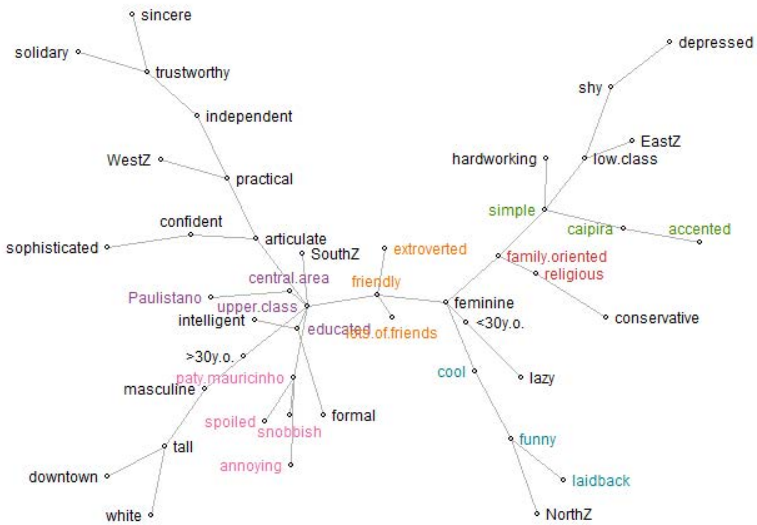 sincere
depressed
solidary
trustworthy
shy
independent
EastZ
WestZ
hardworking
low.class
practical
simple
confident
caipira
accented
sophisticated
articulate
SouthZ
extroverted
family.oriented
central.area
religious
friendly
Paulistano
upper.class
feminine
intelligent
educated
<30y.o.
conservative
lots.of.friends
>30y.o.
cool
paty.mauricinho
lazy
masculine
spoiled
formal
snobbish
funny
tall
annoying
downtown
laidback
white
NorthZ